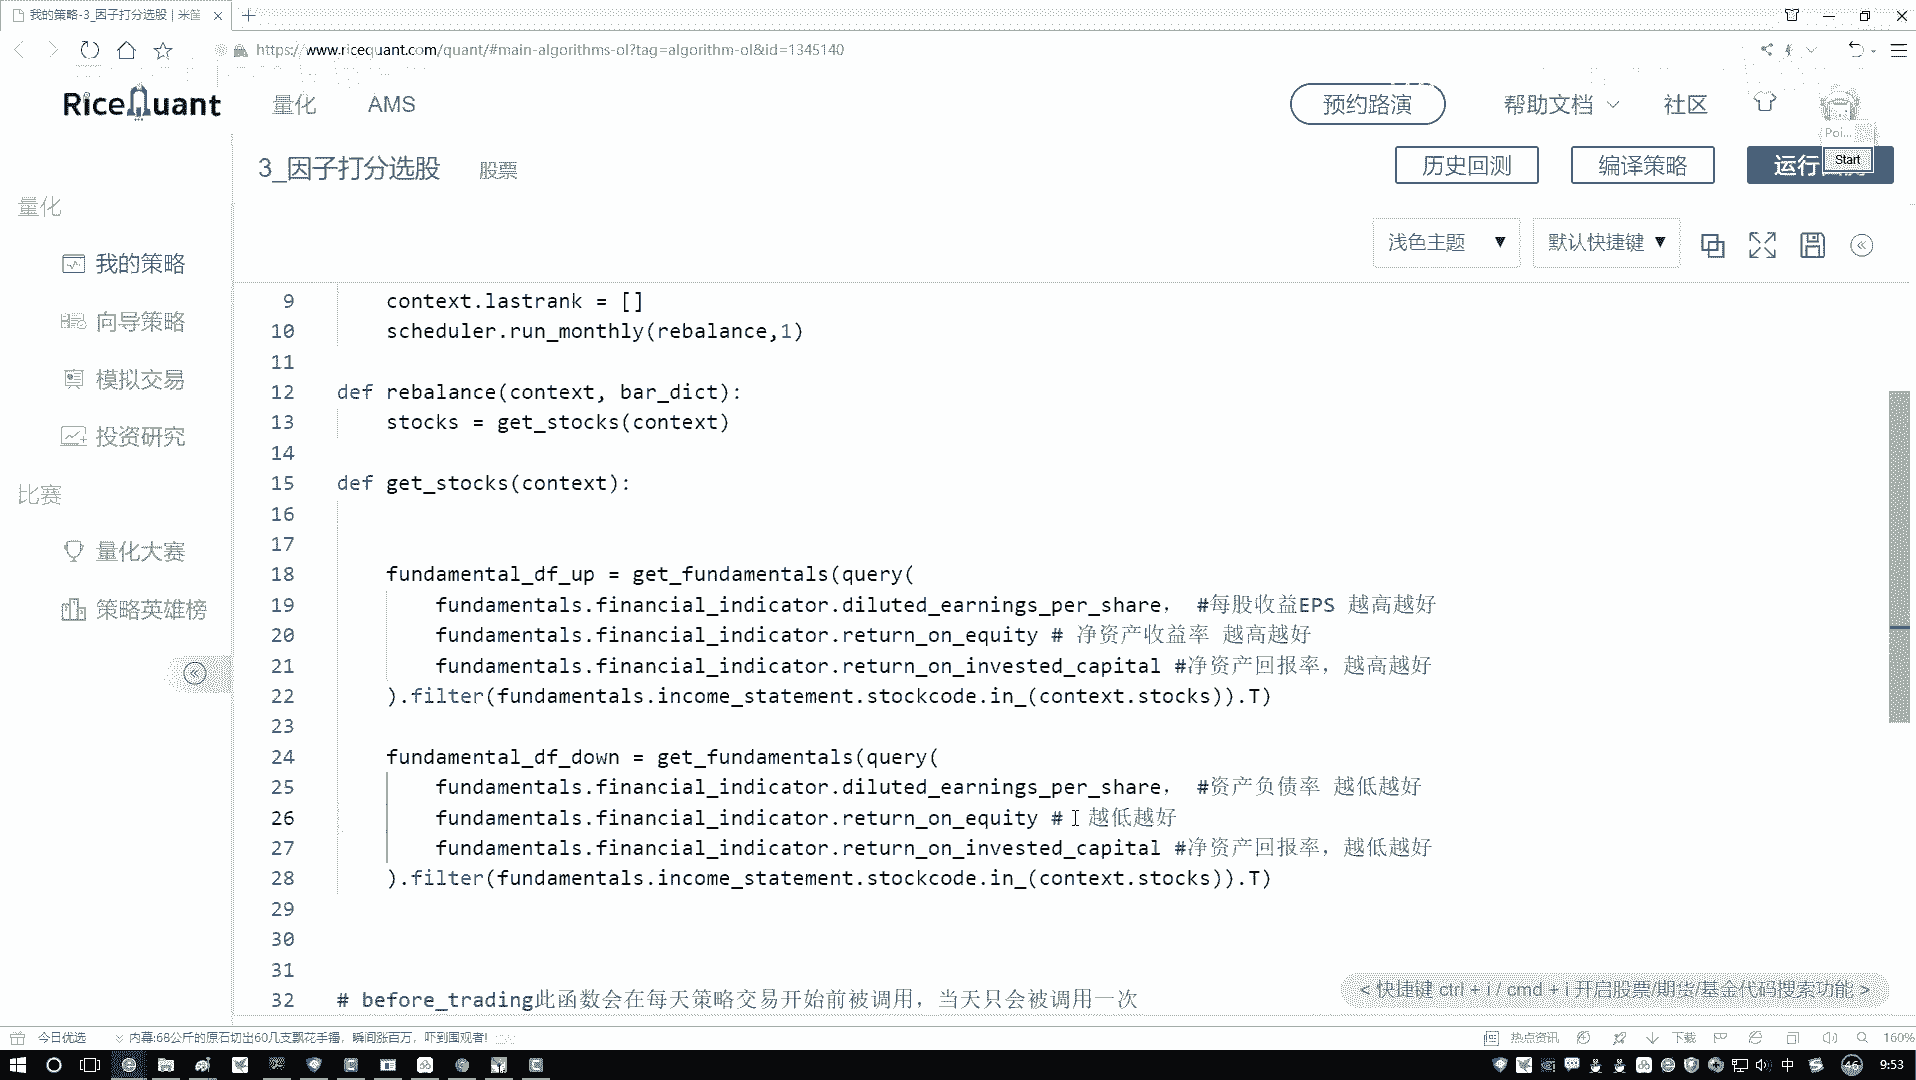 我的策略-3_因子打分选股 | 米筐
https://www.ricequant.com/quant/#main-algorithms-ol?tag=algorithm-ol&id=1345140
RiceQuant
量化
AMS
预约路演
帮助文档
社区
Poi...
3_因子打分选股
股票
历史回测
编译策略
运行
Start
量化
我的策略
向导策略
模拟交易
投资研究
比赛
量化大赛
策略英雄榜
浅色主题 ▼
默认快捷键 ▼
9 context.lastrank = []
10 scheduler.run_monthly(rebalance,1)
11
12 def rebalance(context, bar_dict):
13 stocks = get_stocks(context)
14
15 def get_stocks(context):
16
17
18 fundamental_df_up = get_fundamentals(query(
19 fundamentals.financial_indicator.diluted_earnings_per_share， #每股收益EPS 越高越好
20 fundamentals.financial_indicator.return_on_equity # 净资产收益率 越高越好
21 fundamentals.financial_indicator.return_on_invested_capital #净资产回报率，越高越好
22 ).filter(fundamentals.income_statement.stockcode.in_(context.stocks)).T)
23
24 fundamental_df_down = get_fundamentals(query(
25 fundamentals.financial_indicator.diluted_earnings_per_share， #资产负债率 越低越好
26 fundamentals.financial_indicator.return_on_equity # 越低越好
27 fundamentals.financial_indicator.return_on_invested_capital #净资产回报率，越低越好
28 ).filter(fundamentals.income_statement.stockcode.in_(context.stocks)).T)
29
30
31
32 # before_trading此函数会在每天策略交易开始前被调用，当天只会被调用一次
< 快捷键 ctrl + i / cmd + i 开启股票/期货/基金代码搜索功能 >
今日优选
内幕:68公斤的原石切出60几支飘花手镯，瞬间涨百万，吓到围观者!
热点资讯
下载
160%
中
46
9:53